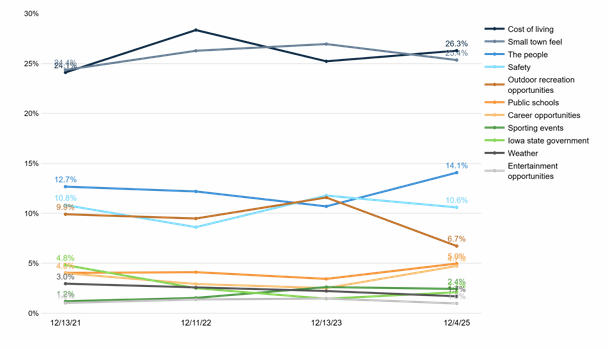 30%
25%
20%
15%
10%
5%
0%
26.3%
12.7%
14.1%
10.8%
10.6%
9.9%
6.7%
4.8%
5.0%
3.0%
2.4%
1.2%
12/13/21
12/11/22
12/13/23
12/4/25
Cost of living
Small town feel
The people
Safety
Outdoor recreation
opportunities
Public schools
Career opportunities
Sporting events
Iowa state government
Weather
Entertainment
opportunities